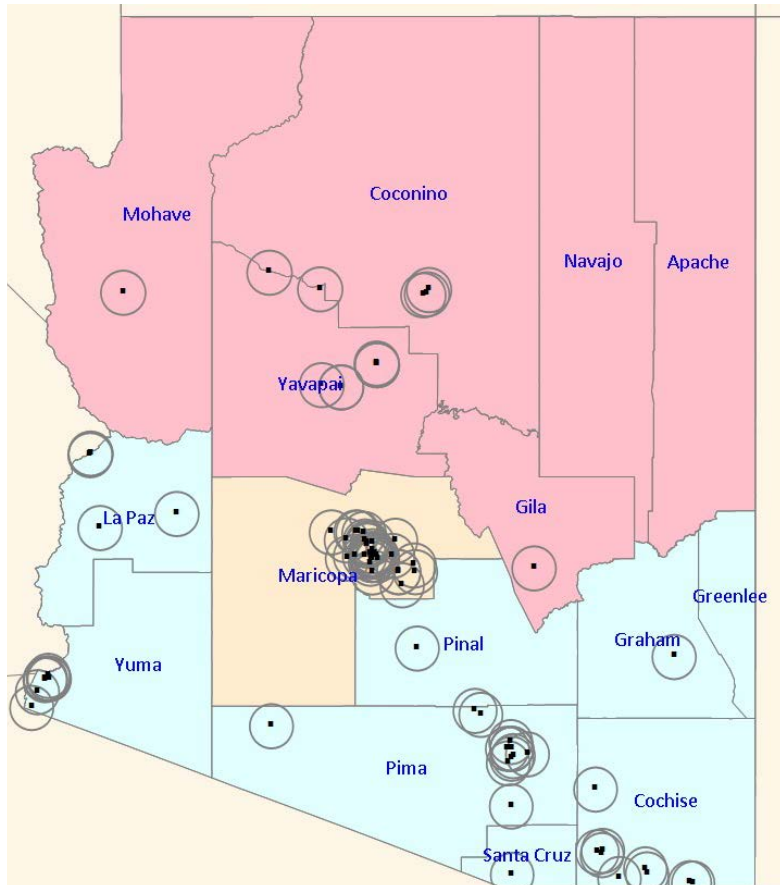 Coconino
Mohave
Navajo
Apache
Yavapai
Gila
La Paz
Maricopa
Greenlee
Graham
Pinal
Yuma
Pima
Cochise
Santa Cruz